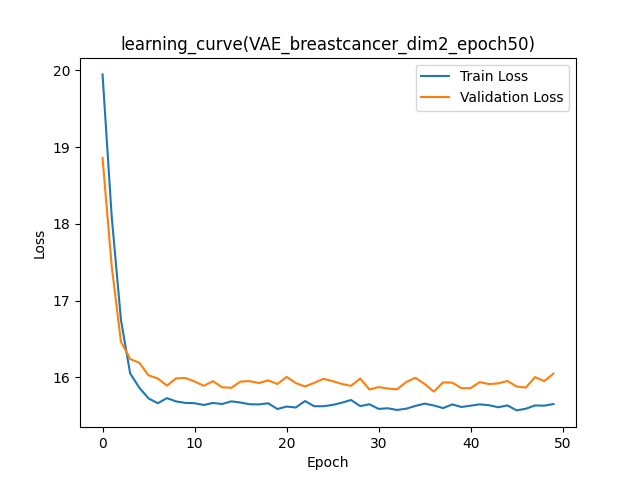 learning_curve(VAE_breastcancer_dim2_epoch50)
Train Loss
Validation Loss
20
19
18
17
16
Loss
0 10 20 30 40 50
Epoch